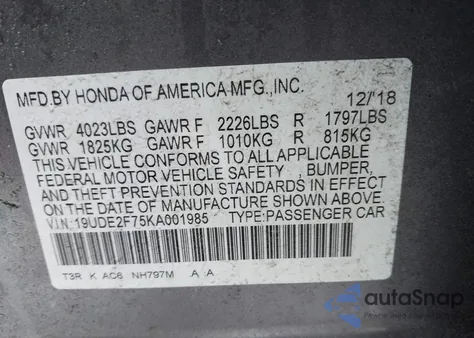 MFD.BY HONDA OF AMERICA MFG.,INC. 12/'18
GVWR 4023LBS GAWR F 2226LBS R 1797LBS
GVWR 1825KG GAWR F 1010KG R 815KG
THIS VEHICLE CONFORMS TO ALL APPLICABLE
FEDERAL MOTOR VEHICLE SAFETY , BUMPER,
AND THEFT PREVENTION STANDARDS IN EFFECT
ON THE DATE OF MANUFACTURE SHOWN ABOVE.
V.I.N: 19UDE2F75KA001985 TYPE:PASSENGER CAR
T3R K AC6 NH797M A A
autoSnap